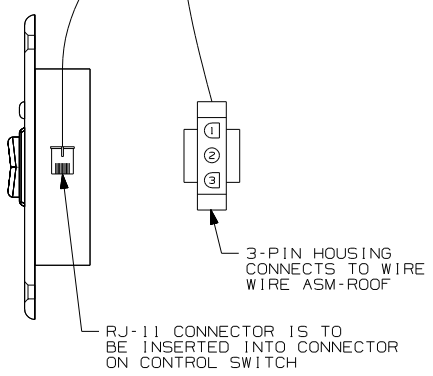 1
2
3
3-PIN HOUSING
CONNECTS TO WIRE
WIRE ASM-ROOF
RJ-11 CONNECTOR IS TO
BE INSERTED INTO CONNECTOR
ON CONTROL SWITCH